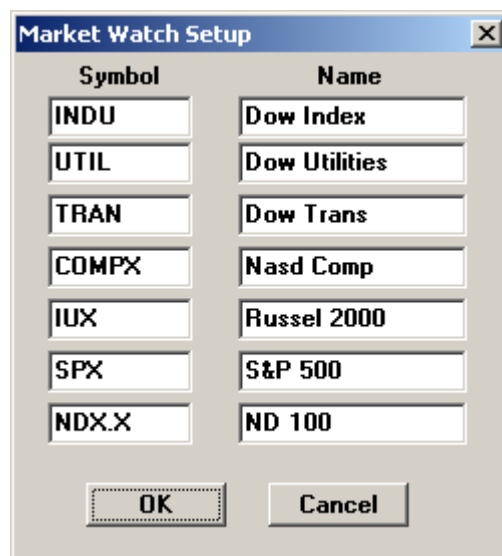 Market Watch Setup
Symbol Name
INDU Dow Index
UTIL Dow Utilities
TRAN Dow Trans
COMPX Nasd Comp
IUX Russel 2000
SPX S&P 500
NDX.X ND 100
OK Cancel